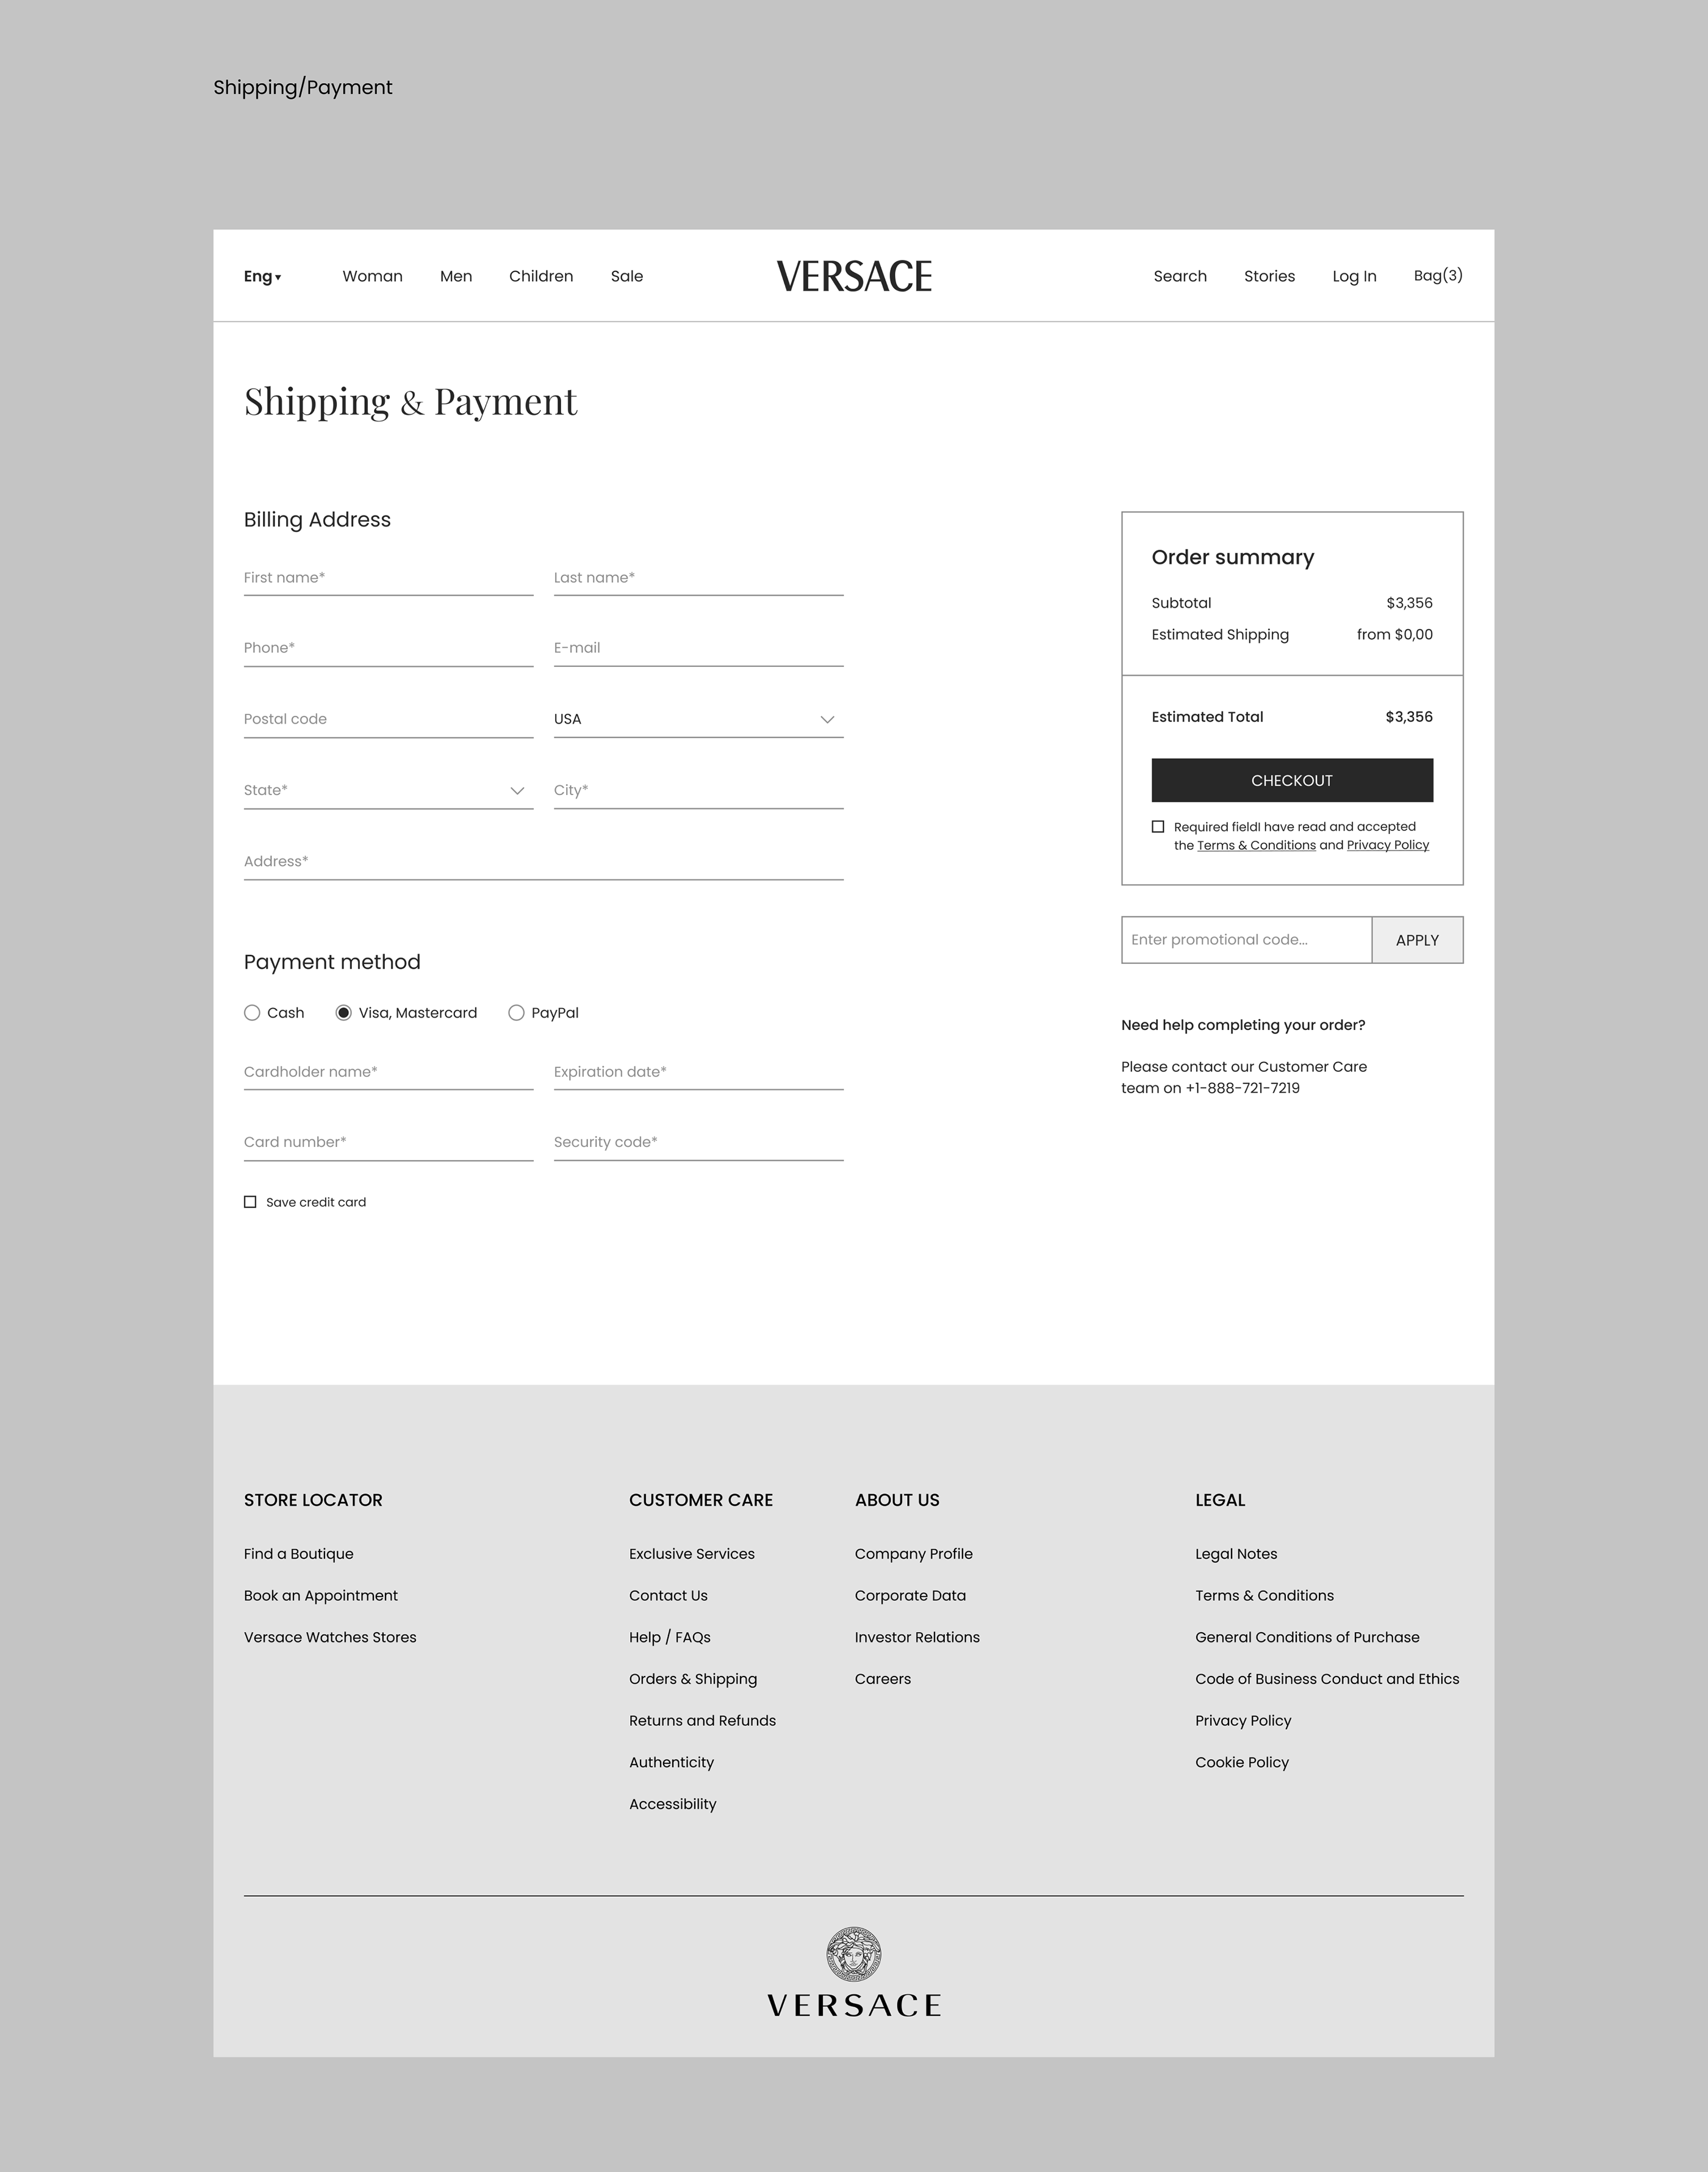 Shipping/Payment
Eng▾ Woman Men Children Sale VERSACE Search Stories Log In Bag(3)
Shipping & Payment
Billing Address
First name* Last name*
Phone* E-mail
Postal code USA
State* City*
Address*
Payment method
Cash Visa, Mastercard PayPal
Cardholder name* Expiration date*
Card number* Security code*
Save credit card
Order summary
Subtotal $3,356
Estimated Shipping from $0,00
Estimated Total $3,356
CHECKOUT
Required fieldI have read and accepted
the Terms & Conditions and Privacy Policy
Enter promotional code... APPLY
Need help completing your order?
Please contact our Customer Care
team on +1-888-721-7219
STORE LOCATOR
Find a Boutique
Book an Appointment
Versace Watches Stores
CUSTOMER CARE
Exclusive Services
Contact Us
Help / FAQs
Orders & Shipping
Returns and Refunds
Authenticity
Accessibility
ABOUT US
Company Profile
Corporate Data
Investor Relations
Careers
LEGAL
Legal Notes
Terms & Conditions
General Conditions of Purchase
Code of Business Conduct and Ethics
Privacy Policy
Cookie Policy
VERSACE